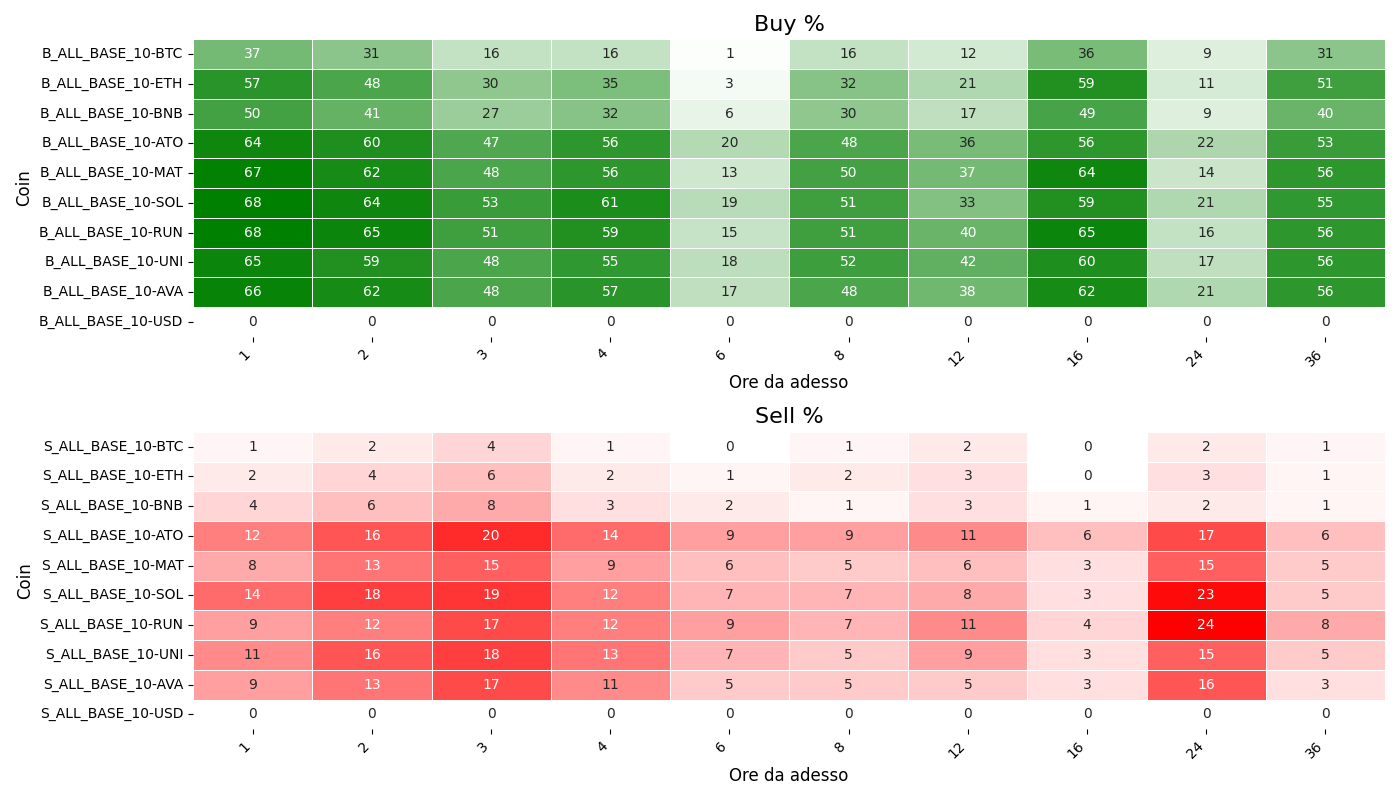 Buy %
Coin
B_ALL_BASE_10-BTC 37 31 16 16 1 16 12 36 9 31
B_ALL_BASE_10-ETH 57 48 30 35 3 32 21 59 11 51
B_ALL_BASE_10-BNB 50 41 27 32 6 30 17 49 9 40
B_ALL_BASE_10-ATO 64 60 47 56 20 48 36 56 22 53
B_ALL_BASE_10-MAT 67 62 48 56 13 50 37 64 14 56
B_ALL_BASE_10-SOL 68 64 53 61 19 51 33 59 21 55
B_ALL_BASE_10-RUN 68 65 51 59 15 51 40 65 16 56
B_ALL_BASE_10-UNI 65 59 48 55 18 52 42 60 17 56
B_ALL_BASE_10-AVA 66 62 48 57 17 48 38 62 21 56
B_ALL_BASE_10-USD 0 0 0 0 0 0 0 0 0 0
1 2 3 4 6 8 12 16 24 36
Ore da adesso
Sell %
Coin
S_ALL_BASE_10-BTC 1 2 4 1 0 1 2 0 2 1
S_ALL_BASE_10-ETH 2 4 6 2 1 2 3 0 3 1
S_ALL_BASE_10-BNB 4 6 8 3 2 1 3 1 2 1
S_ALL_BASE_10-ATO 12 16 20 14 9 9 11 6 17 6
S_ALL_BASE_10-MAT 8 13 15 9 6 5 6 3 15 5
S_ALL_BASE_10-SOL 14 18 19 12 7 7 8 3 23 5
S_ALL_BASE_10-RUN 9 12 17 12 9 7 11 4 24 8
S_ALL_BASE_10-UNI 11 16 18 13 7 5 9 3 15 5
S_ALL_BASE_10-AVA 9 13 17 11 5 5 5 3 16 3
S_ALL_BASE_10-USD 0 0 0 0 0 0 0 0 0 0
1 2 3 4 6 8 12 16 24 36
Ore da adesso